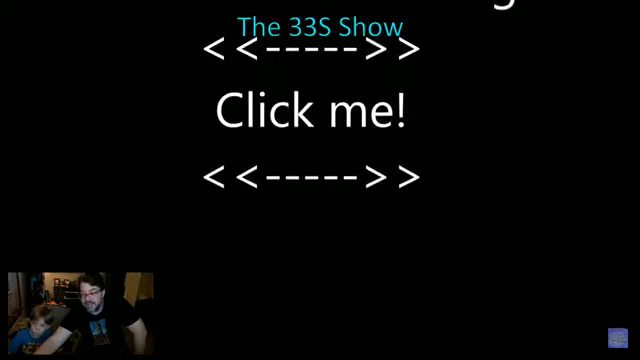 The 33S Show
<<----->>
Click me!
<<----->>